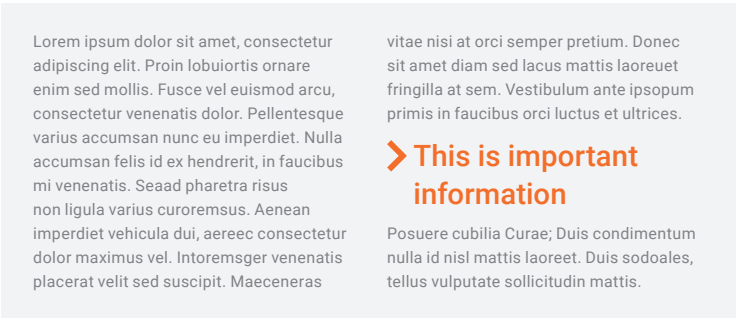 Lorem ipsum dolor sit amet, consectetur
adipiscing elit. Proin lobuiortis ornare
enim sed mollis. Fusce vel euismod arcu,
consectetur venenatis dolor. Pellentesque
varius accumsan nunc eu imperdiet. Nulla
accumsan felis id ex hendrerit, in faucibus
mi venenatis. Seaad pharetra risus
non ligula varius curoremsus. Aenean
imperdiet vehicula dui, aereec consectetur
dolor maximus vel. Intoremsger venenatis
placerat velit sed suscipit. Maeceneras
vitae nisi at orci semper pretium. Donec
sit amet diam sed lacus mattis laoreuet
fringilla at sem. Vestibulum ante ipsopum
primis in faucibus orci luctus et ultrices.
This is important
information
Posuere cubilia Curae; Duis condimentum
nulla id nisl mattis laoreet. Duis sodoales,
tellus vulputate sollicitudin mattis.